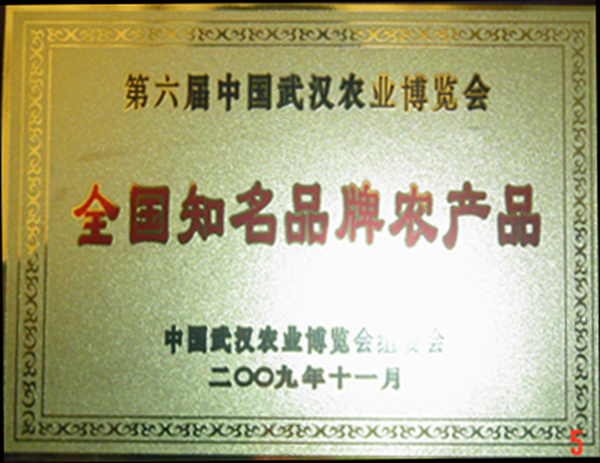 第六届中国武汉农业博览会
全国知名品牌农产品
中国武汉农业博览会组委会
二〇〇九年十一月
5